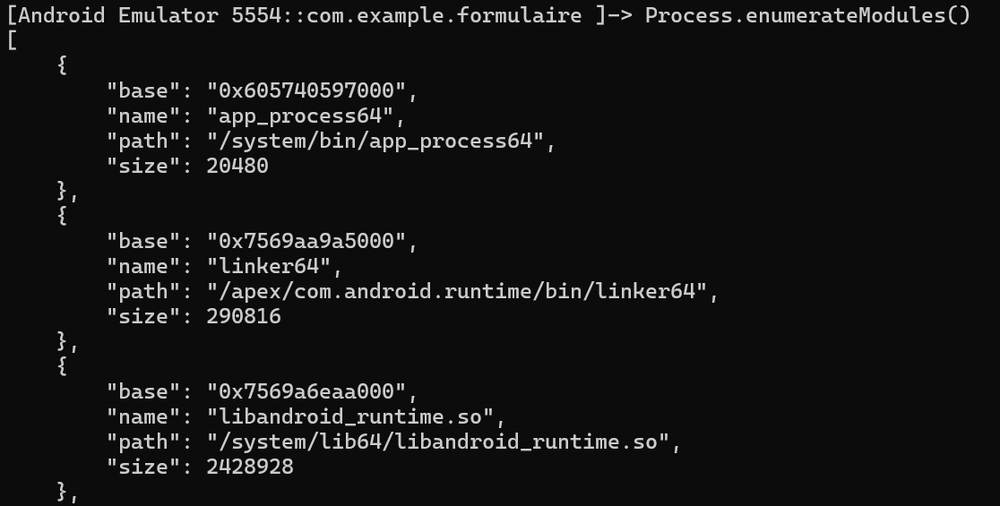 [Android Emulator 5554::com.example.formulaire ]-> Process.enumerateModules()
[
    {
        "base": "0x605740597000",
        "name": "app_process64",
        "path": "/system/bin/app_process64",
        "size": 20480
    },
    {
        "base": "0x7569aa9a5000",
        "name": "linker64",
        "path": "/apex/com.android.runtime/bin/linker64",
        "size": 290816
    },
    {
        "base": "0x7569a6eaa000",
        "name": "libandroid_runtime.so",
        "path": "/system/lib64/libandroid_runtime.so",
        "size": 2428928
    },